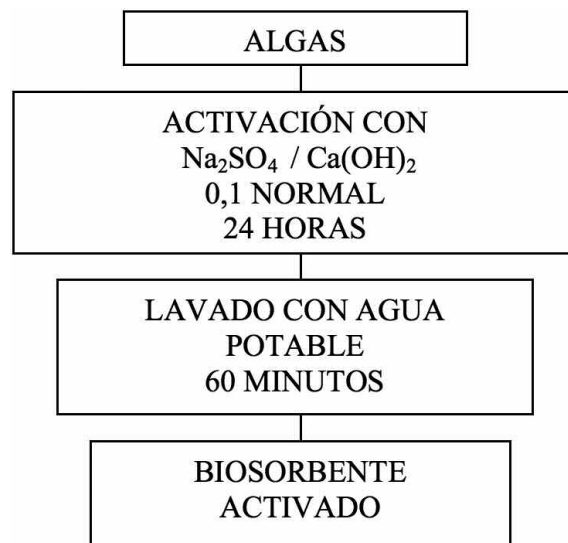 ALGAS
ACTIVACIÓN CON
Na₂SO₄ / Ca(OH)₂
0,1 NORMAL
24 HORAS
LAVADO CON AGUA
POTABLE
60 MINUTOS
BIOSORBENTE
ACTIVADO